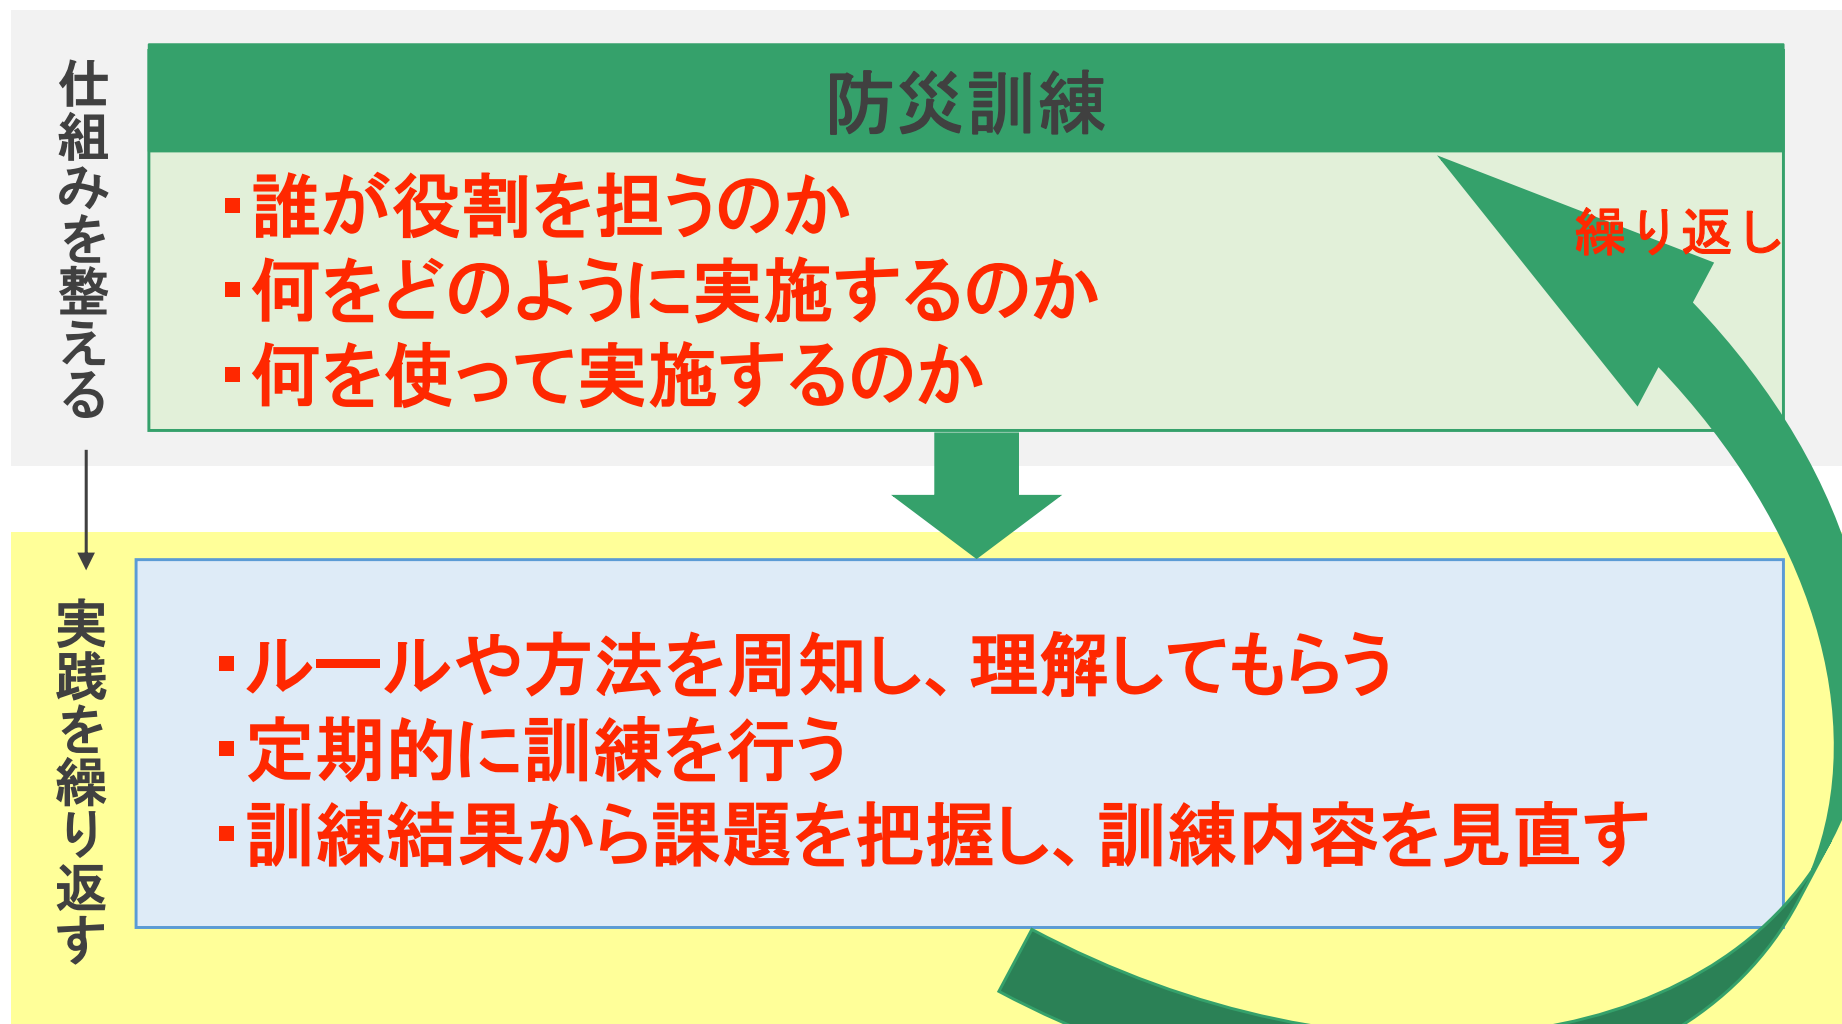 仕組みを整える
防災訓練
▪誰が役割を担うのか
▪何をどのように実施するのか
▪何を使って実施するのか
繰り返し
実践を繰り返す
▪ルールや方法を周知し、理解してもらう
▪定期的に訓練を行う
▪訓練結果から課題を把握し、訓練内容を見直す